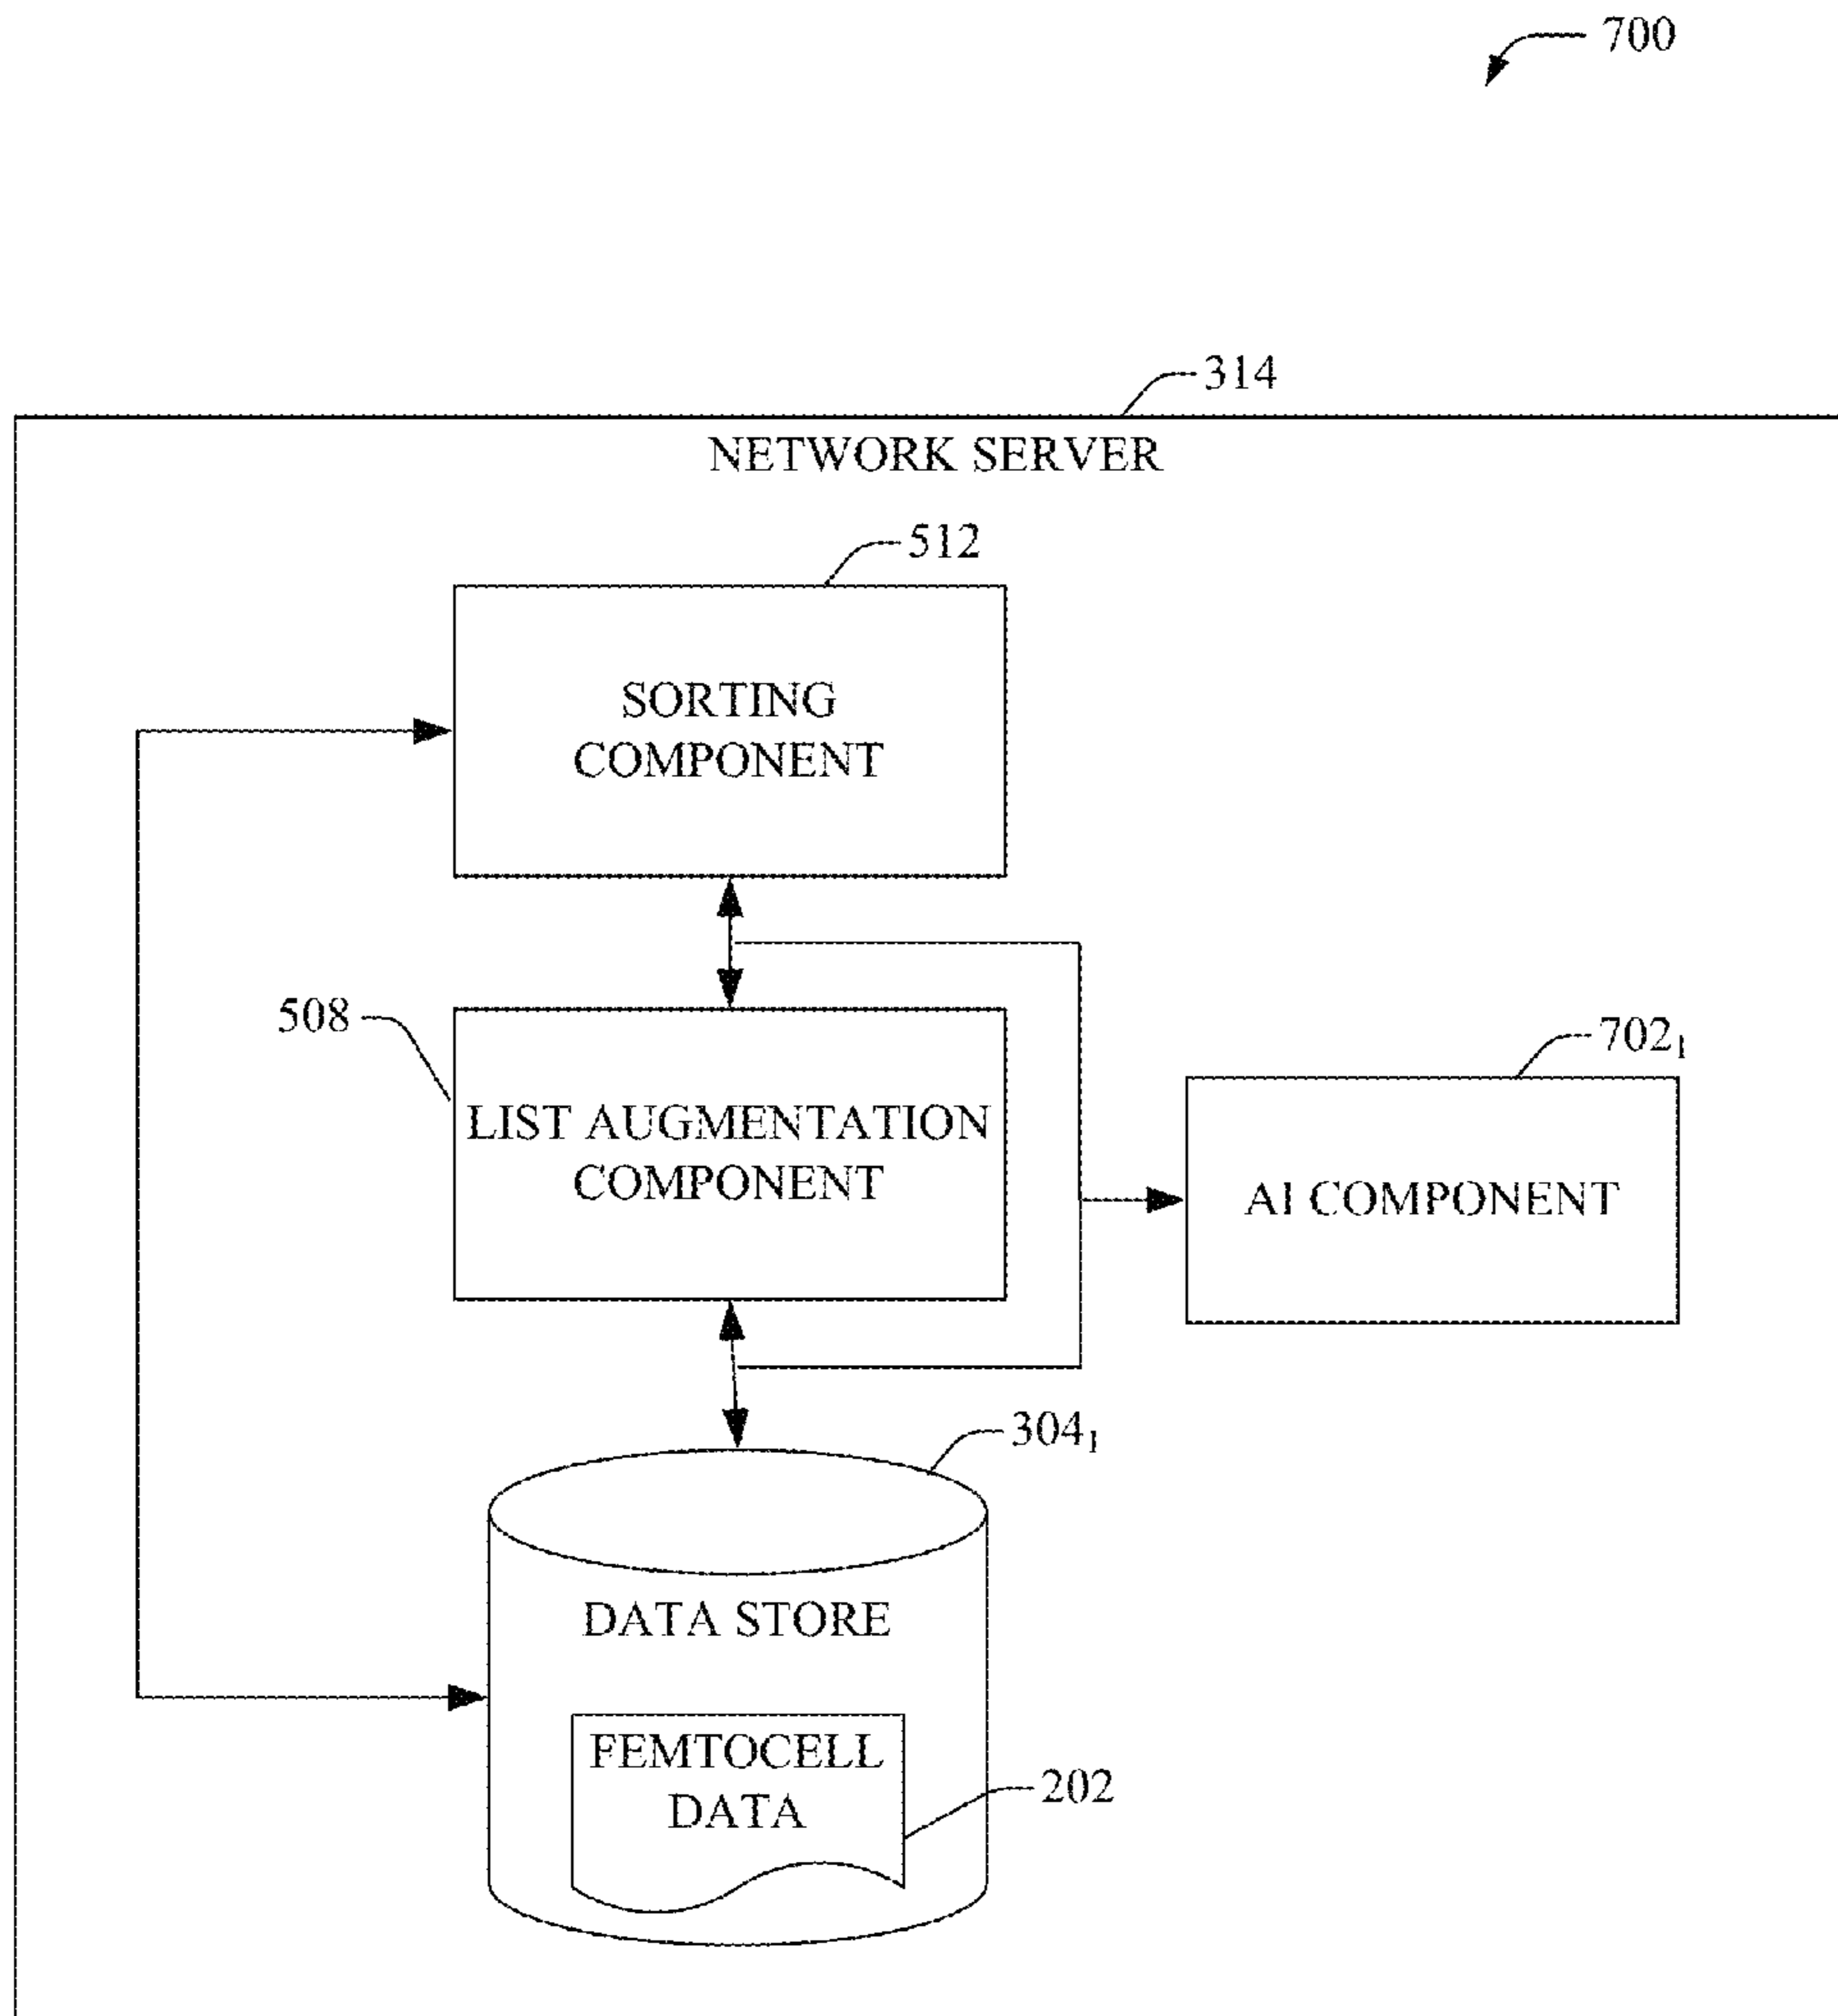 700
314
NETWORK SERVER
512
SORTING
COMPONENT
508
LIST AUGMENTATION
COMPONENT
702₁
AI COMPONENT
304₁
DATA STORE
FEMTOCELL
DATA
202